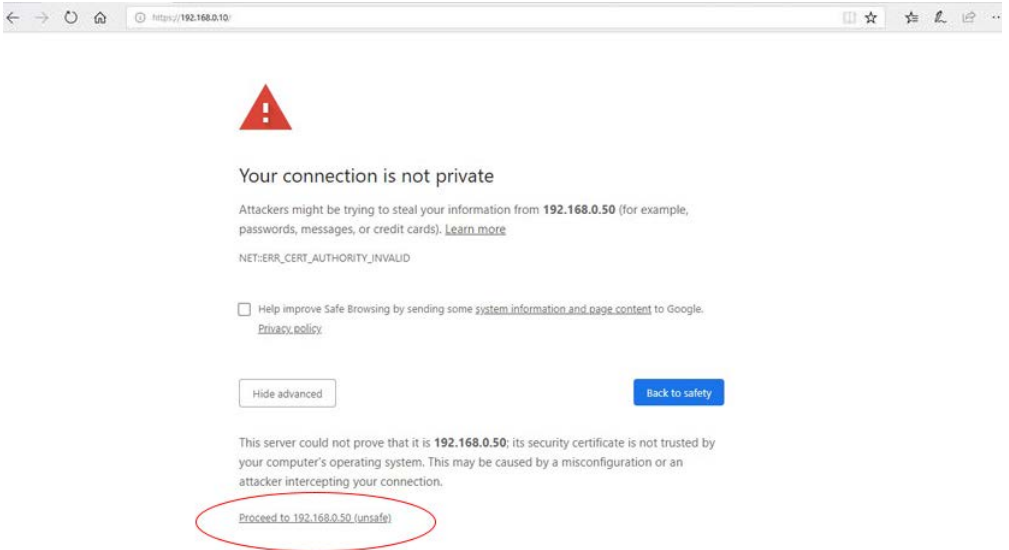 https://192.168.0.10/
Your connection is not private
Attackers might be trying to steal your information from 192.168.0.50 (for example,
passwords, messages, or credit cards). Learn more
NET::ERR_CERT_AUTHORITY_INVALID
Help improve Safe Browsing by sending some system information and page content to Google.
Privacy policy
Hide advanced
Back to safety
This server could not prove that it is 192.168.0.50; its security certificate is not trusted by
your computer's operating system. This may be caused by a misconfiguration or an
attacker intercepting your connection.
Proceed to 192.168.0.50 (unsafe)